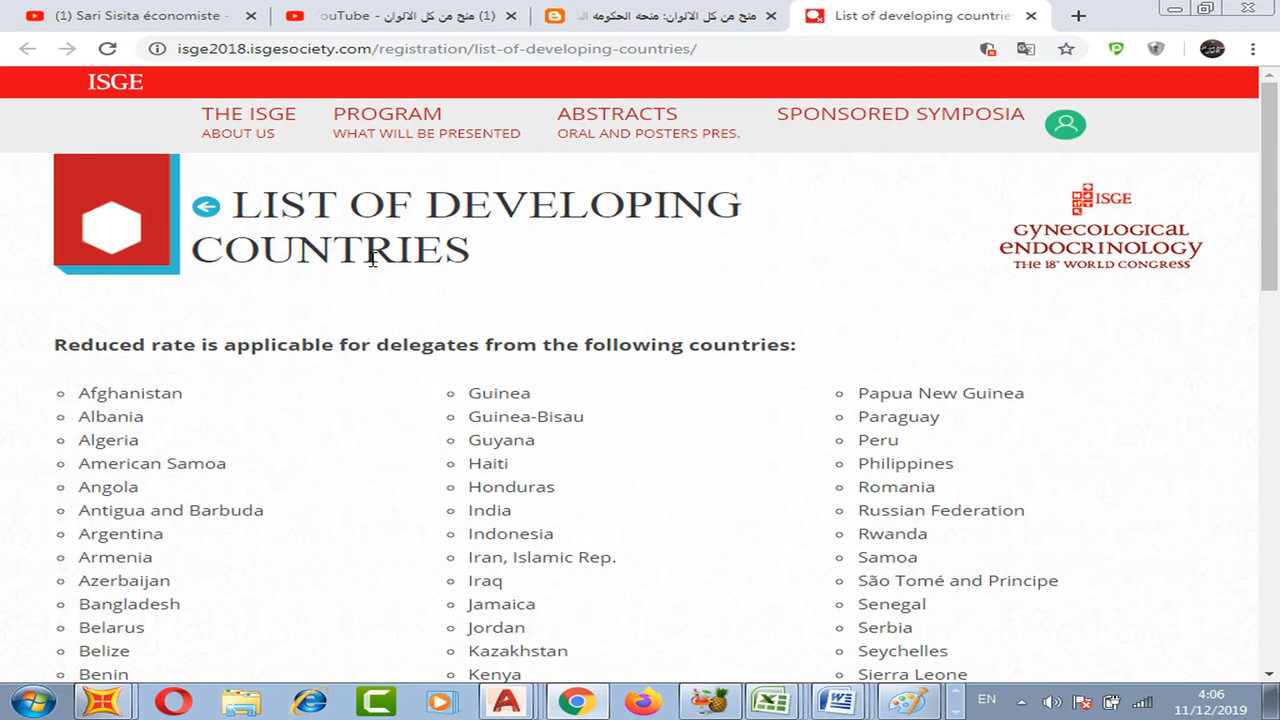 (1) Sari Sisita économiste -
(1) منح من كل الالوان - YouTube
منح من كل الالوان: منحه الحكومه الب
List of developing countries
isge2018.isgesociety.com/registration/list-of-developing-countries/
ISGE
THE ISGE
ABOUT US
PROGRAM
WHAT WILL BE PRESENTED
ABSTRACTS
ORAL AND POSTERS PRES.
SPONSORED SYMPOSIA
LIST OF DEVELOPING
COUNTRIES
ISGE
GYNECOLOGICAL
ENDOCRINOLOGY
THE 18° WORLD CONGRESS
Reduced rate is applicable for delegates from the following countries:
Afghanistan
Albania
Algeria
American Samoa
Angola
Antigua and Barbuda
Argentina
Armenia
Azerbaijan
Bangladesh
Belarus
Belize
Benin
Guinea
Guinea-Bisau
Guyana
Haiti
Honduras
India
Indonesia
Iran, Islamic Rep.
Iraq
Jamaica
Jordan
Kazakhstan
Kenya
Papua New Guinea
Paraguay
Peru
Philippines
Romania
Russian Federation
Rwanda
Samoa
São Tomé and Principe
Senegal
Serbia
Seychelles
Sierra Leone
EN
4:06
11/12/2019